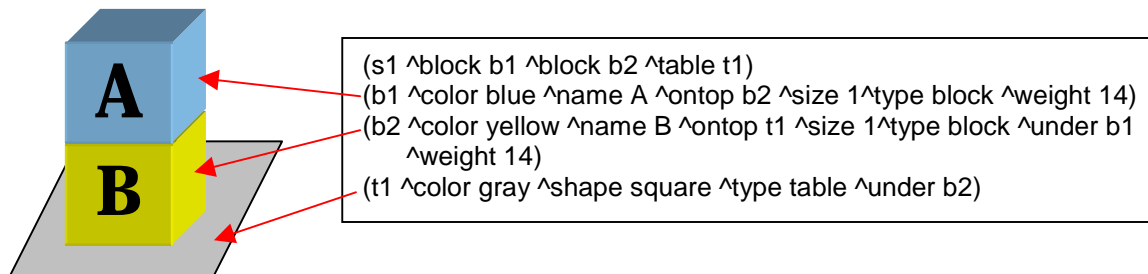 A
B
(s1 ^block b1 ^block b2 ^table t1)
(b1 ^color blue ^name A ^ontop b2 ^size 1^type block ^weight 14)
(b2 ^color yellow ^name B ^ontop t1 ^size 1^type block ^under b1
^weight 14)
(t1 ^color gray ^shape square ^type table ^under b2)